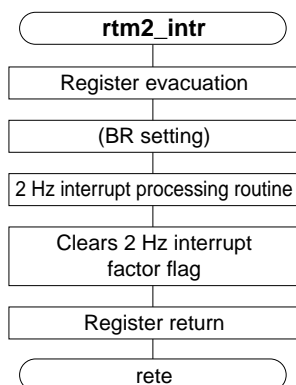 rtm2_intr
Register evacuation
(BR setting)
2 Hz interrupt processing routine
Clears 2 Hz interrupt
factor flag
Register return
rete